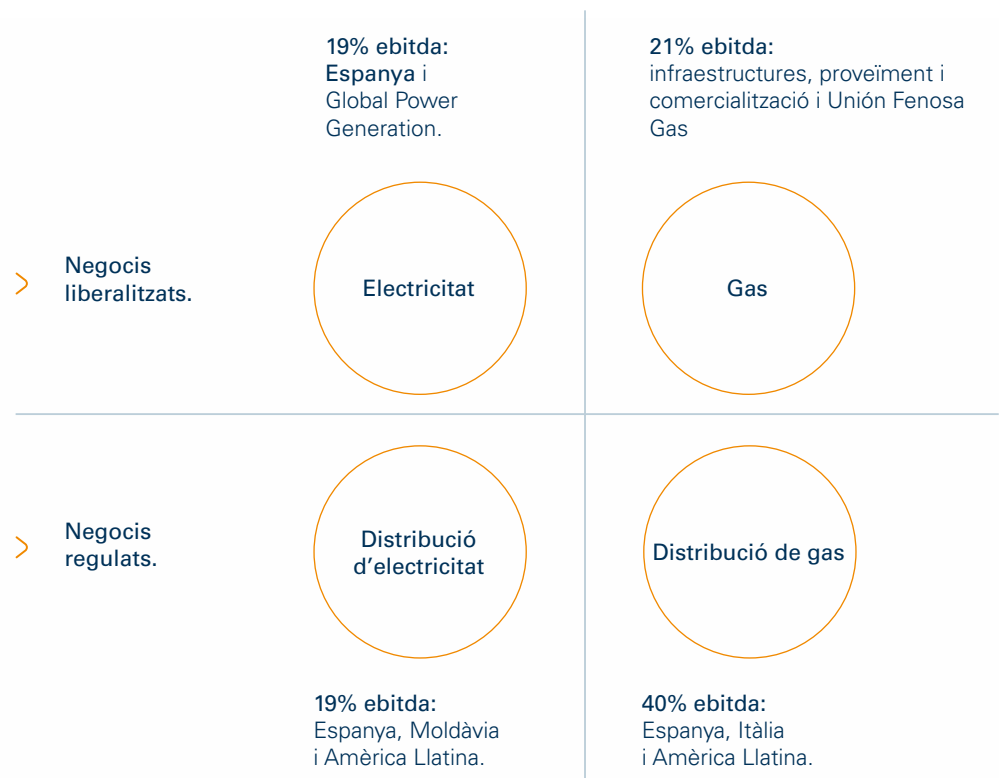 19% ebitda:
Espanya i
Global Power
Generation.
21% ebitda:
infraestructures, proveïment i
comercialització i Unión Fenosa
Gas
Negocis
liberalitzats.
Electricitat
Gas
Negocis
regulats.
Distribució
d’electricitat
Distribució de gas
19% ebitda:
Espanya, Moldàvia
i Amèrica Llatina.
40% ebitda:
Espanya, Itàlia
i Amèrica Llatina.